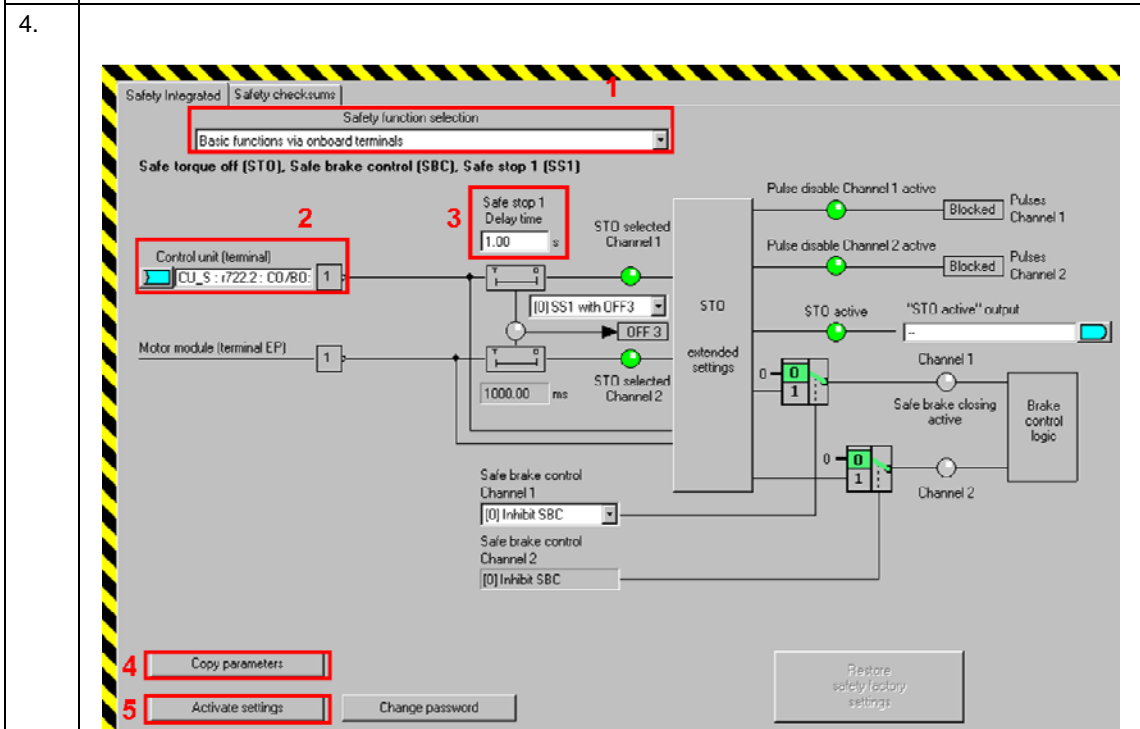 4.
1
Safety Integrated
Safety checksums
Safety function selection
Basic functions via onboard terminals
Safe torque off (STO), Safe brake control (SBC), Safe stop 1 (SS1)
2
Control unit (terminal)
CU_S : r722.2 : CO/BO:
1
3
Safe stop 1
Delay time
1.00 s
STO selected
Channel 1
[0] SS1 with OFF3
OFF 3
Motor module (terminal EP)
1
1000.00 ms
STO selected
Channel 2
STO
extended
settings
Pulse disable Channel 1 active
Blocked
Pulses
Channel 1
Pulse disable Channel 2 active
Blocked
Pulses
Channel 2
STO active
"STO active" output
--
0
0
1
Channel 1
Safe brake closing
active
Brake
control
logic
0
0
1
Channel 2
Safe brake control
Channel 1
[0] Inhibit SBC
Safe brake control
Channel 2
[0] Inhibit SBC
4
Copy parameters
5
Activate settings
Change password
Restore
safety factory
settings